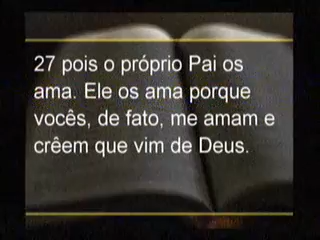 27 pois o próprio Pai os
ama. Ele os ama porque
vocês, de fato, me amam e
crêem que vim de Deus.